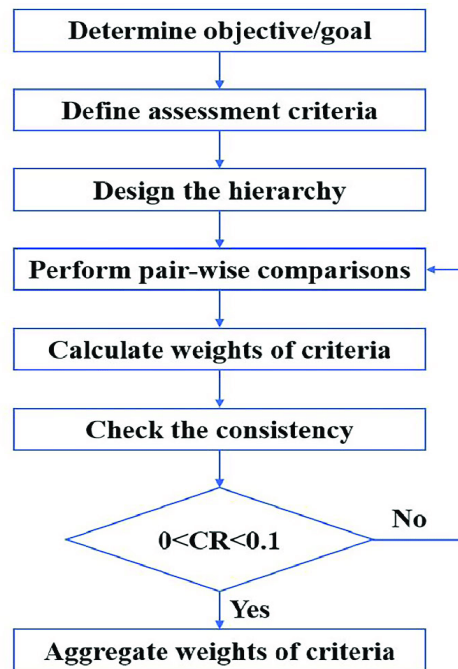 Determine objective/goal
Define assessment criteria
Design the hierarchy
Perform pair-wise comparisons
Calculate weights of criteria
Check the consistency
0<CR<0.1
No
Yes
Aggregate weights of criteria